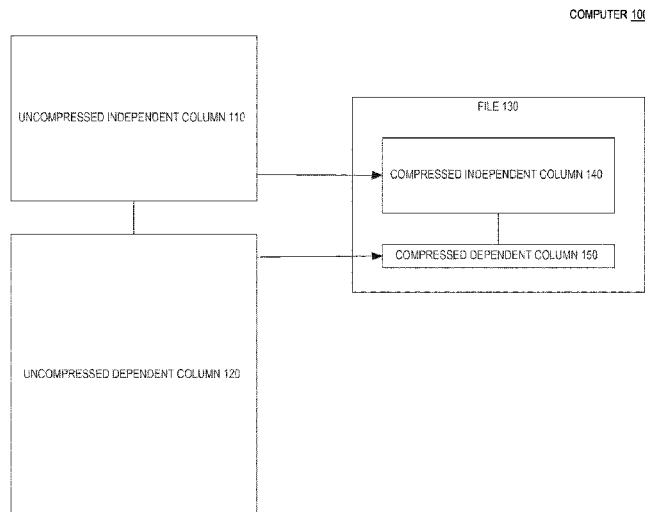 COMPUTER 100
UNCOMPRESSED INDEPENDENT COLUMN 110
FILE 130
COMPRESSED INDEPENDENT COLUMN 140
COMPRESSED DEPENDENT COLUMN 150
UNCOMPRESSED DEPENDENT COLUMN 120